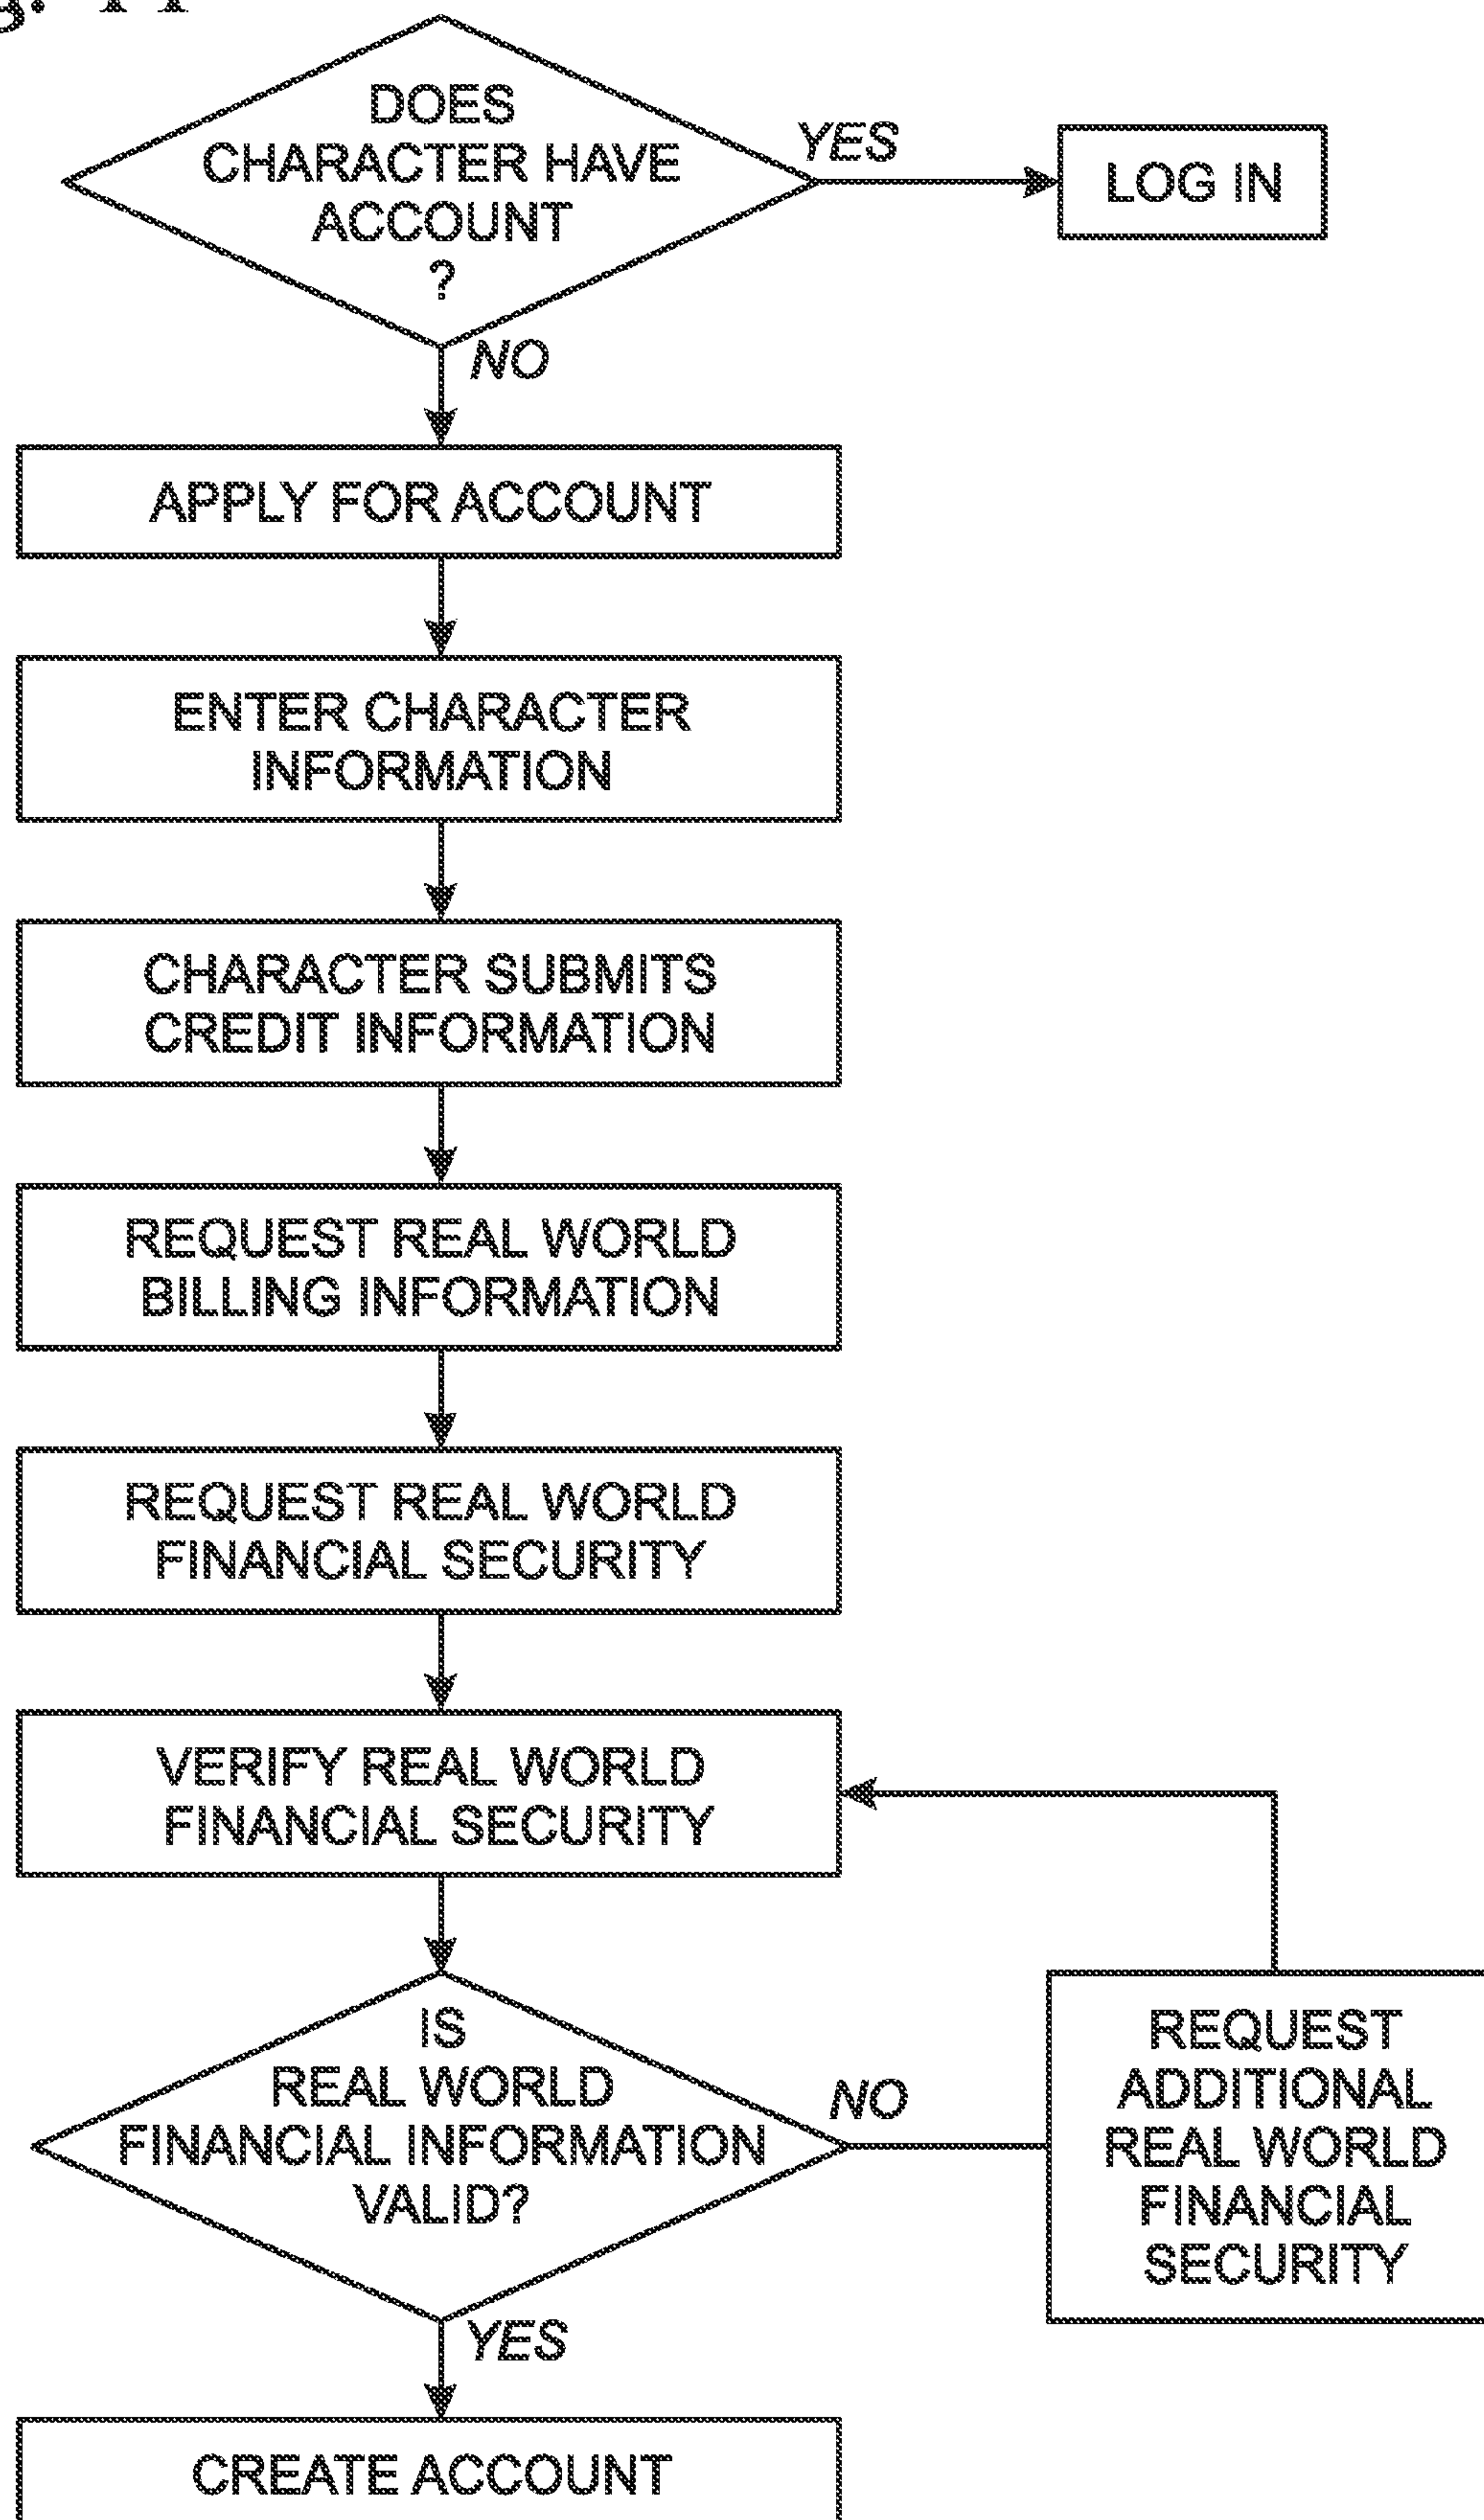 DOES
CHARACTER HAVE
ACCOUNT
?
YES
LOG IN
NO
APPLY FOR ACCOUNT
ENTER CHARACTER
INFORMATION
CHARACTER SUBMITS
CREDIT INFORMATION
REQUEST REAL WORLD
BILLING INFORMATION
REQUEST REAL WORLD
FINANCIAL SECURITY
VERIFY REAL WORLD
FINANCIAL SECURITY
IS
REAL WORLD
FINANCIAL INFORMATION
VALID?
NO
REQUEST
ADDITIONAL
REAL WORLD
FINANCIAL
SECURITY
YES
CREATE ACCOUNT